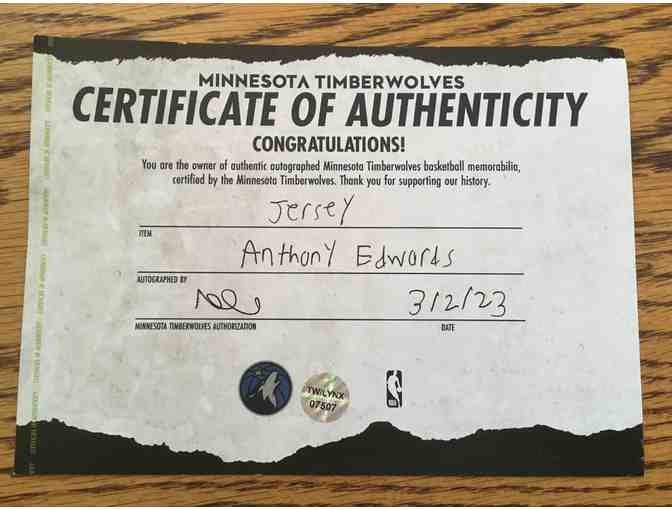 MINNESOTA TIMBERWOLVES
CERTIFICATE OF AUTHENTICITY
CONGRATULATIONS!
You are the owner of authentic autographed Minnesota Timberwolves basketball memorabilia,
certified by the Minnesota Timberwolves. Thank you for supporting our history.
Jersey
ITEM
Anthony Edwards
AUTOGRAPHED BY
3/2/23
MINNESOTA TIMBERWOLVES AUTHORIZATION DATE
TWLYNX
07507